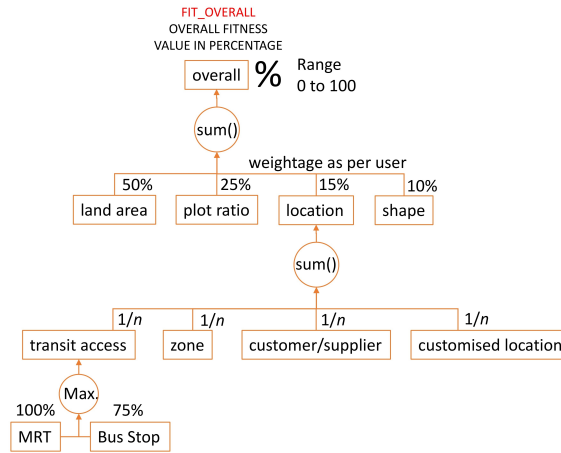 FIT_OVERALL
OVERALL FITNESS
VALUE IN PERCENTAGE
overall % Range
0 to 100
sum()
weightage as per user
50% 25% 15% 10%
land area plot ratio location shape
sum()
1/n 1/n 1/n 1/n
transit access zone customer/supplier customised location
Max.
100% 75%
MRT Bus Stop